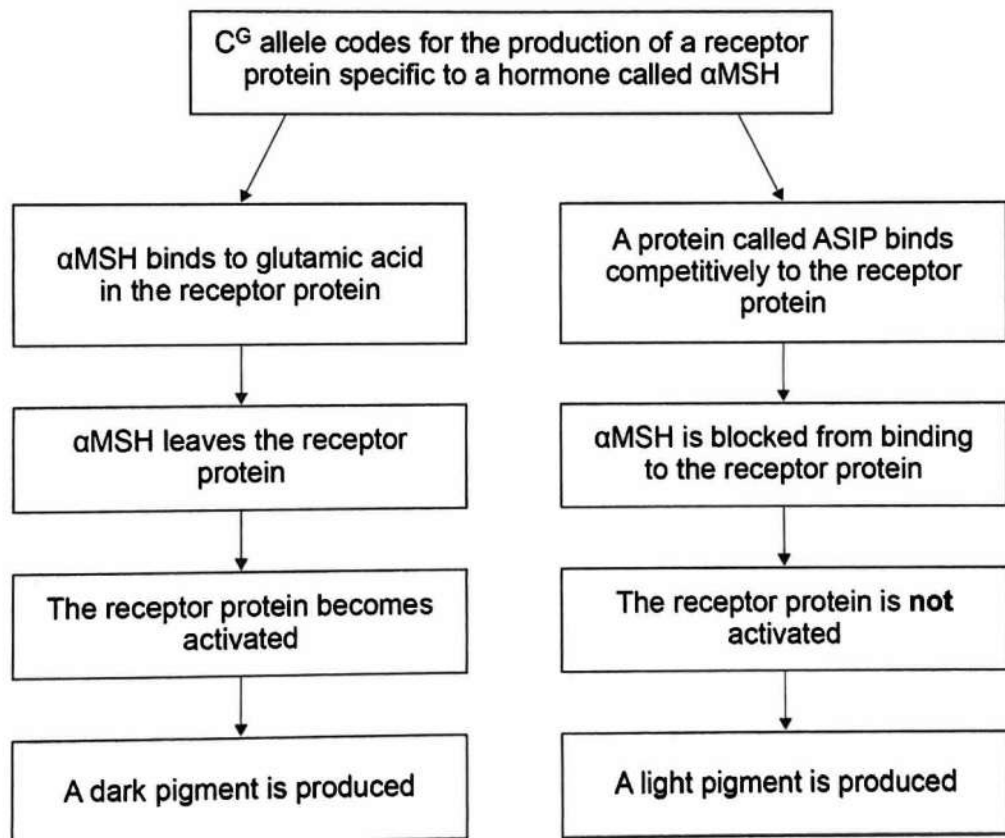 Cᴳ allele codes for the production of a receptor
protein specific to a hormone called αMSH
αMSH binds to glutamic acid
in the receptor protein
αMSH leaves the receptor
protein
The receptor protein becomes
activated
A dark pigment is produced
A protein called ASIP binds
competitively to the receptor
protein
αMSH is blocked from binding
to the receptor protein
The receptor protein is not
activated
A light pigment is produced